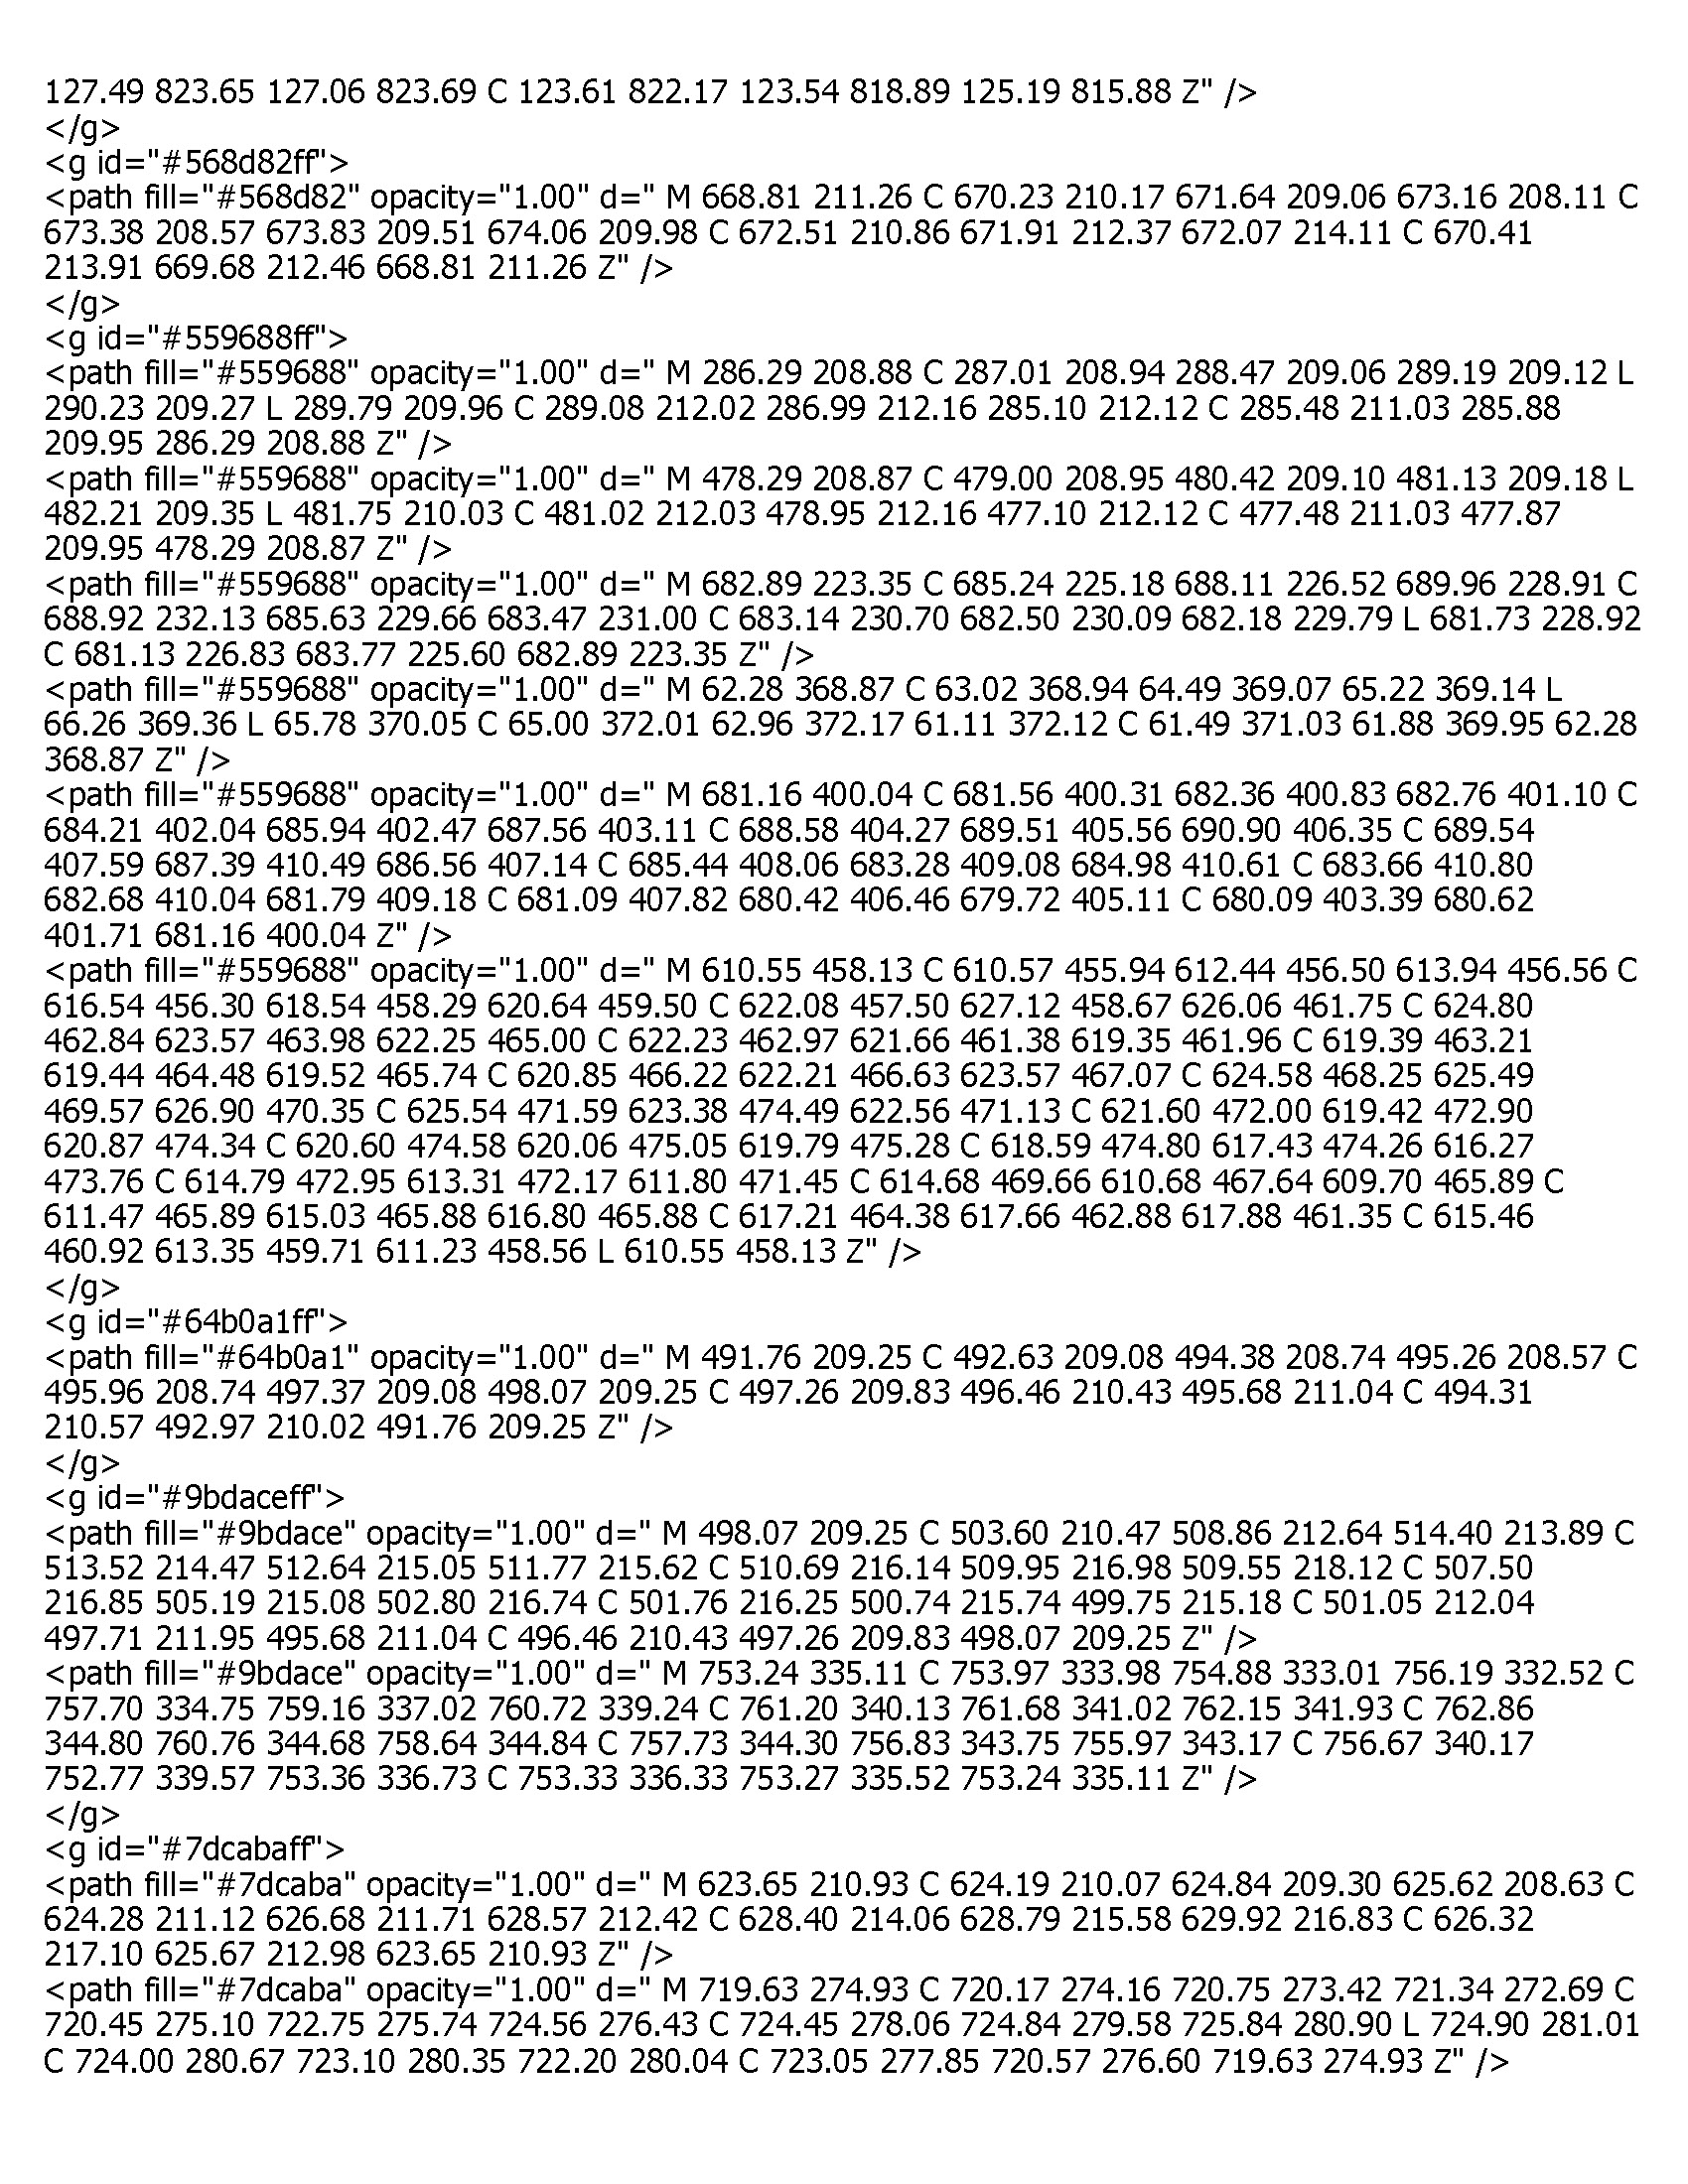 127.49 823.65 127.06 823.69 C 123.61 822.17 123.54 818.89 125.19 815.88 Z" />
</g>
<g id="#568d82ff">
<path fill="#568d82" opacity="1.00" d=" M 668.81 211.26 C 670.23 210.17 671.64 209.06 673.16 208.11 C
673.38 208.57 673.83 209.51 674.06 209.98 C 672.51 210.86 671.91 212.37 672.07 214.11 C 670.41
213.91 669.68 212.46 668.81 211.26 Z" />
</g>
<g id="#559688ff">
<path fill="#559688" opacity="1.00" d=" M 286.29 208.88 C 287.01 208.94 288.47 209.06 289.19 209.12 L
290.23 209.27 L 289.79 209.96 C 289.08 212.02 286.99 212.16 285.10 212.12 C 285.48 211.03 285.88
209.95 286.29 208.88 Z" />
<path fill="#559688" opacity="1.00" d=" M 478.29 208.87 C 479.00 208.95 480.42 209.10 481.13 209.18 L
482.21 209.35 L 481.75 210.03 C 481.02 212.03 478.95 212.16 477.10 212.12 C 477.48 211.03 477.87
209.95 478.29 208.87 Z" />
<path fill="#559688" opacity="1.00" d=" M 682.89 223.35 C 685.24 225.18 688.11 226.52 689.96 228.91 C
688.92 232.13 685.63 229.66 683.47 231.00 C 683.14 230.70 682.50 230.09 682.18 229.79 L 681.73 228.92
C 681.13 226.83 683.77 225.60 682.89 223.35 Z" />
<path fill="#559688" opacity="1.00" d=" M 62.28 368.87 C 63.02 368.94 64.49 369.07 65.22 369.14 L
66.26 369.36 L 65.78 370.05 C 65.00 372.01 62.96 372.17 61.11 372.12 C 61.49 371.03 61.88 369.95 62.28
368.87 Z" />
<path fill="#559688" opacity="1.00" d=" M 681.16 400.04 C 681.56 400.31 682.36 400.83 682.76 401.10 C
684.21 402.04 685.94 402.47 687.56 403.11 C 688.58 404.27 689.51 405.56 690.90 406.35 C 689.54
407.59 687.39 410.49 686.56 407.14 C 685.44 408.06 683.28 409.08 684.98 410.61 C 683.66 410.80
682.68 410.04 681.79 409.18 C 681.09 407.82 680.42 406.46 679.72 405.11 C 680.09 403.39 680.62
401.71 681.16 400.04 Z" />
<path fill="#559688" opacity="1.00" d=" M 610.55 458.13 C 610.57 455.94 612.44 456.50 613.94 456.56 C
616.54 456.30 618.54 458.29 620.64 459.50 C 622.08 457.50 627.12 458.67 626.06 461.75 C 624.80
462.84 623.57 463.98 622.25 465.00 C 622.23 462.97 621.66 461.38 619.35 461.96 C 619.39 463.21
619.44 464.48 619.52 465.74 C 620.85 466.22 622.21 466.63 623.57 467.07 C 624.58 468.25 625.49
469.57 626.90 470.35 C 625.54 471.59 623.38 474.49 622.56 471.13 C 621.60 472.00 619.42 472.90
620.87 474.34 C 620.60 474.58 620.06 475.05 619.79 475.28 C 618.59 474.80 617.43 474.26 616.27
473.76 C 614.79 472.95 613.31 472.17 611.80 471.45 C 614.68 469.66 610.68 467.64 609.70 465.89 C
611.47 465.89 615.03 465.88 616.80 465.88 C 617.21 464.38 617.66 462.88 617.88 461.35 C 615.46
460.92 613.35 459.71 611.23 458.56 L 610.55 458.13 Z" />
</g>
<g id="#64b0a1ff">
<path fill="#64b0a1" opacity="1.00" d=" M 491.76 209.25 C 492.63 209.08 494.38 208.74 495.26 208.57 C
495.96 208.74 497.37 209.08 498.07 209.25 C 497.26 209.83 496.46 210.43 495.68 211.04 C 494.31
210.57 492.97 210.02 491.76 209.25 Z" />
</g>
<g id="#9bdaceff">
<path fill="#9bdace" opacity="1.00" d=" M 498.07 209.25 C 503.60 210.47 508.86 212.64 514.40 213.89 C
513.52 214.47 512.64 215.05 511.77 215.62 C 510.69 216.14 509.95 216.98 509.55 218.12 C 507.50
216.85 505.19 215.08 502.80 216.74 C 501.76 216.25 500.74 215.74 499.75 215.18 C 501.05 212.04
497.71 211.95 495.68 211.04 C 496.46 210.43 497.26 209.83 498.07 209.25 Z" />
<path fill="#9bdace" opacity="1.00" d=" M 753.24 335.11 C 753.97 333.98 754.88 333.01 756.19 332.52 C
757.70 334.75 759.16 337.02 760.72 339.24 C 761.20 340.13 761.68 341.02 762.15 341.93 C 762.86
344.80 760.76 344.68 758.64 344.84 C 757.73 344.30 756.83 343.75 755.97 343.17 C 756.67 340.17
752.77 339.57 753.36 336.73 C 753.33 336.33 753.27 335.52 753.24 335.11 Z" />
</g>
<g id="#7dcabaff">
<path fill="#7dcaba" opacity="1.00" d=" M 623.65 210.93 C 624.19 210.07 624.84 209.30 625.62 208.63 C
624.28 211.12 626.68 211.71 628.57 212.42 C 628.40 214.06 628.79 215.58 629.92 216.83 C 626.32
217.10 625.67 212.98 623.65 210.93 Z" />
<path fill="#7dcaba" opacity="1.00" d=" M 719.63 274.93 C 720.17 274.16 720.75 273.42 721.34 272.69 C
720.45 275.10 722.75 275.74 724.56 276.43 C 724.45 278.06 724.84 279.58 725.84 280.90 L 724.90 281.01
C 724.00 280.67 723.10 280.35 722.20 280.04 C 723.05 277.85 720.57 276.60 719.63 274.93 Z" />